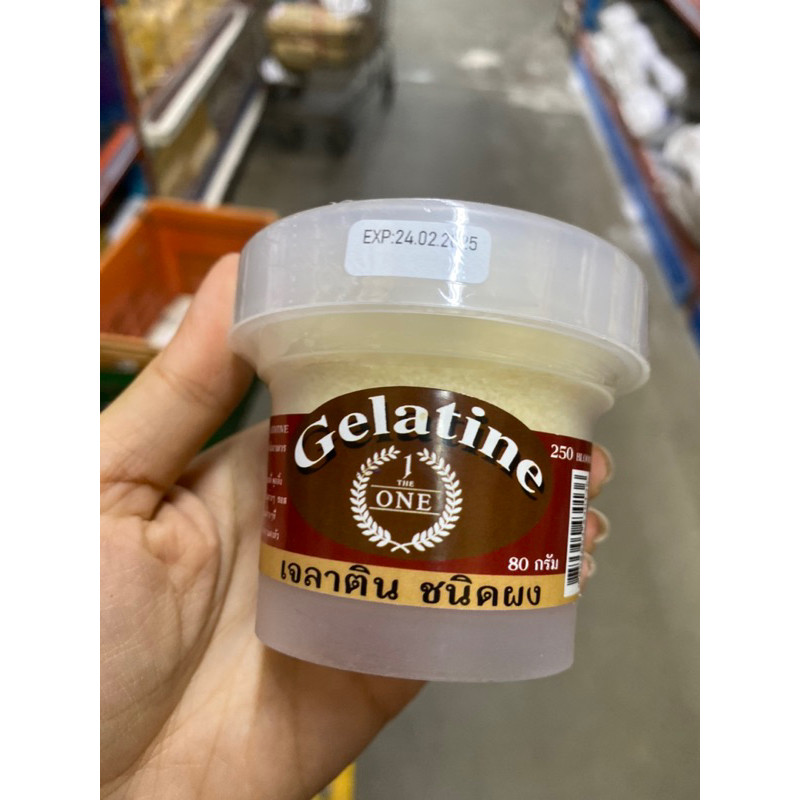 EXP:24.02.2025
Gelatine
250 BLOOM
1
THE
ONE
80 กรัม
เจลาติน ชนิดผง